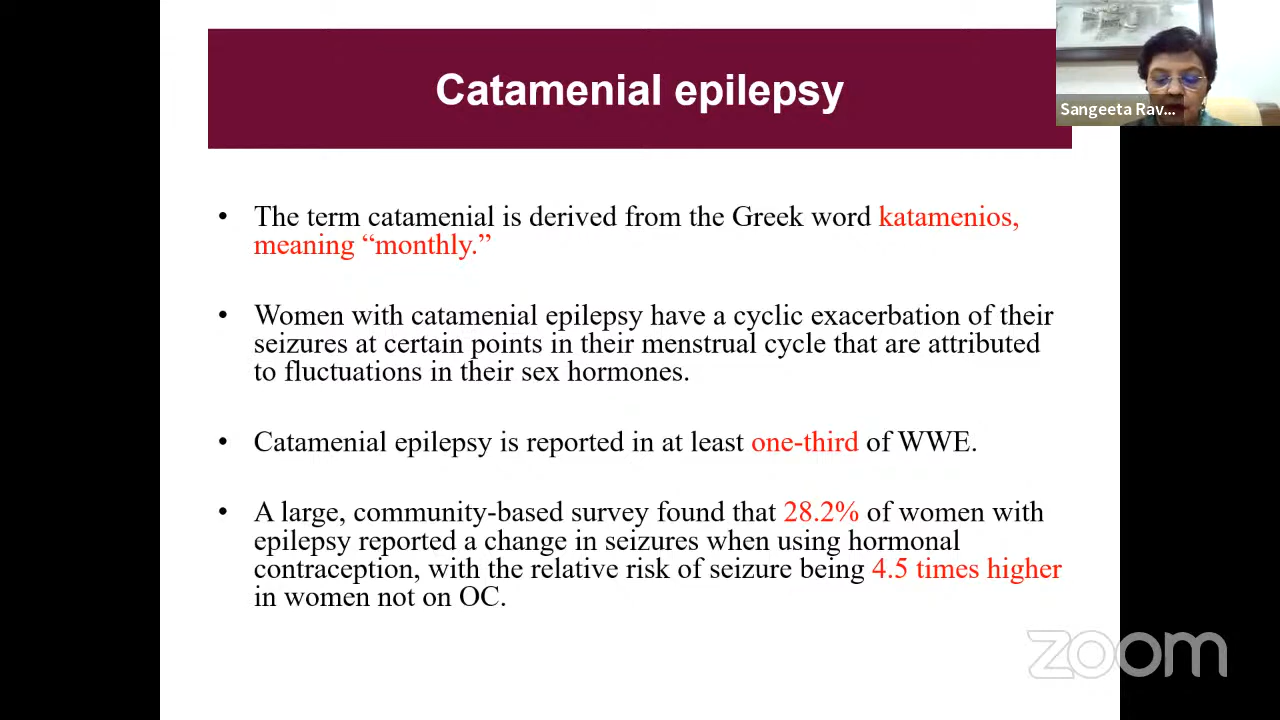 Catamenial epilepsy
Sangeeta Rav...
• The term catamenial is derived from the Greek word katamenios,
meaning “monthly.”
• Women with catamenial epilepsy have a cyclic exacerbation of their
seizures at certain points in their menstrual cycle that are attributed
to fluctuations in their sex hormones.
• Catamenial epilepsy is reported in at least one-third of WWE.
• A large, community-based survey found that 28.2% of women with
epilepsy reported a change in seizures when using hormonal
contraception, with the relative risk of seizure being 4.5 times higher
in women not on OC.
zoom